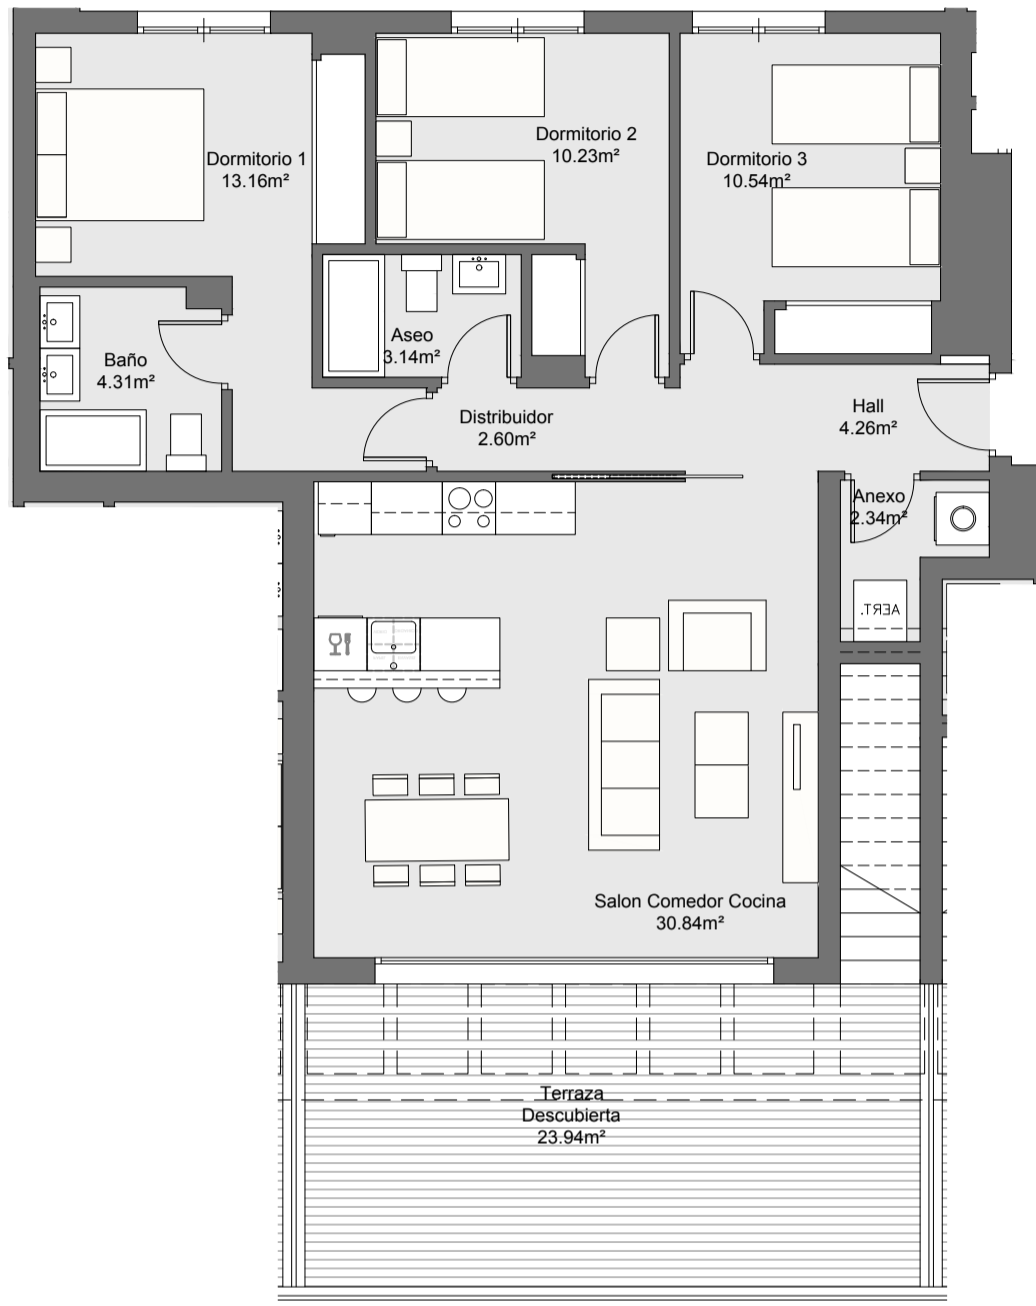 Dormitorio 1
13.16m²
Dormitorio 2
10.23m²
Dormitorio 3
10.54m²
Aseo
3.14m²
Baño
4.31m²
Distribuidor
2.60m²
Hall
4.26m²
Anexo
2.34m²
AERT.
Salon Comedor Cocina
30.84m²
Terraza
Descubierta
23.94m²